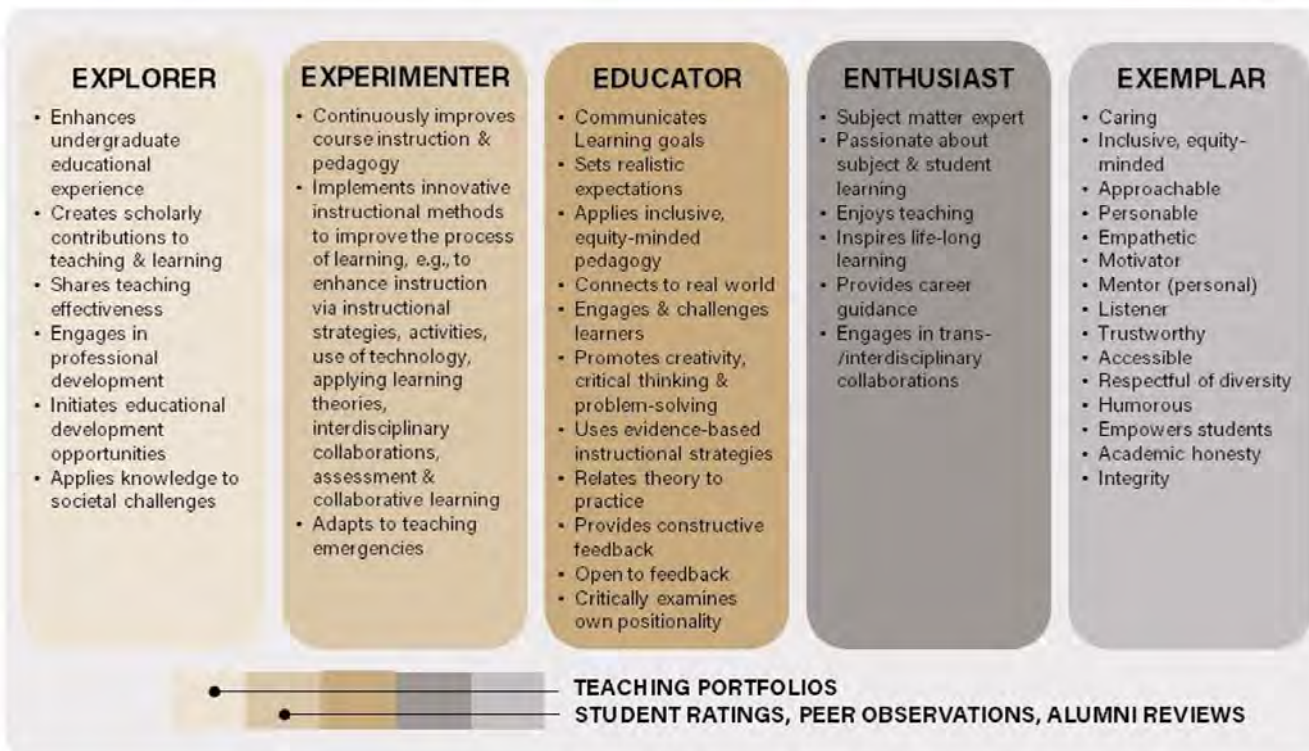 EXPLORER
• Enhances
undergraduate
educational
experience
• Creates scholarly
contributions to
teaching & learning
• Shares teaching
effectiveness
• Engages in
professional
development
• Initiates educational
development
opportunities
• Applies knowledge to
societal challenges
EXPERIMENTER
• Continuously improves
course instruction &
pedagogy
• Implements innovative
instructional methods
to improve the process
of learning, e.g., to
enhance instruction
via instructional
strategies, activities,
use of technology,
applying learning
theories,
interdisciplinary
collaborations,
assessment &
collaborative learning
• Adapts to teaching
emergencies
EDUCATOR
• Communicates
Learning goals
• Sets realistic
expectations
• Applies inclusive,
equity-minded
pedagogy
• Connects to real world
• Engages & challenges
learners
• Promotes creativity,
critical thinking &
problem-solving
• Uses evidence-based
instructional strategies
• Relates theory to
practice
• Provides constructive
feedback
• Open to feedback
• Critically examines
own positionality
ENTHUSIAST
• Subject matter expert
• Passionate about
subject & student
learning
• Enjoys teaching
• Inspires life-long
learning
• Provides career
guidance
• Engages in trans-
/interdisciplinary
collaborations
EXEMPLAR
• Caring
• Inclusive, equity-
minded
• Approachable
• Personable
• Empathetic
• Motivator
• Mentor (personal)
• Listener
• Trustworthy
• Accessible
• Respectful of diversity
• Humorous
• Empowers students
• Academic honesty
• Integrity
TEACHING PORTFOLIOS
STUDENT RATINGS, PEER OBSERVATIONS, ALUMNI REVIEWS